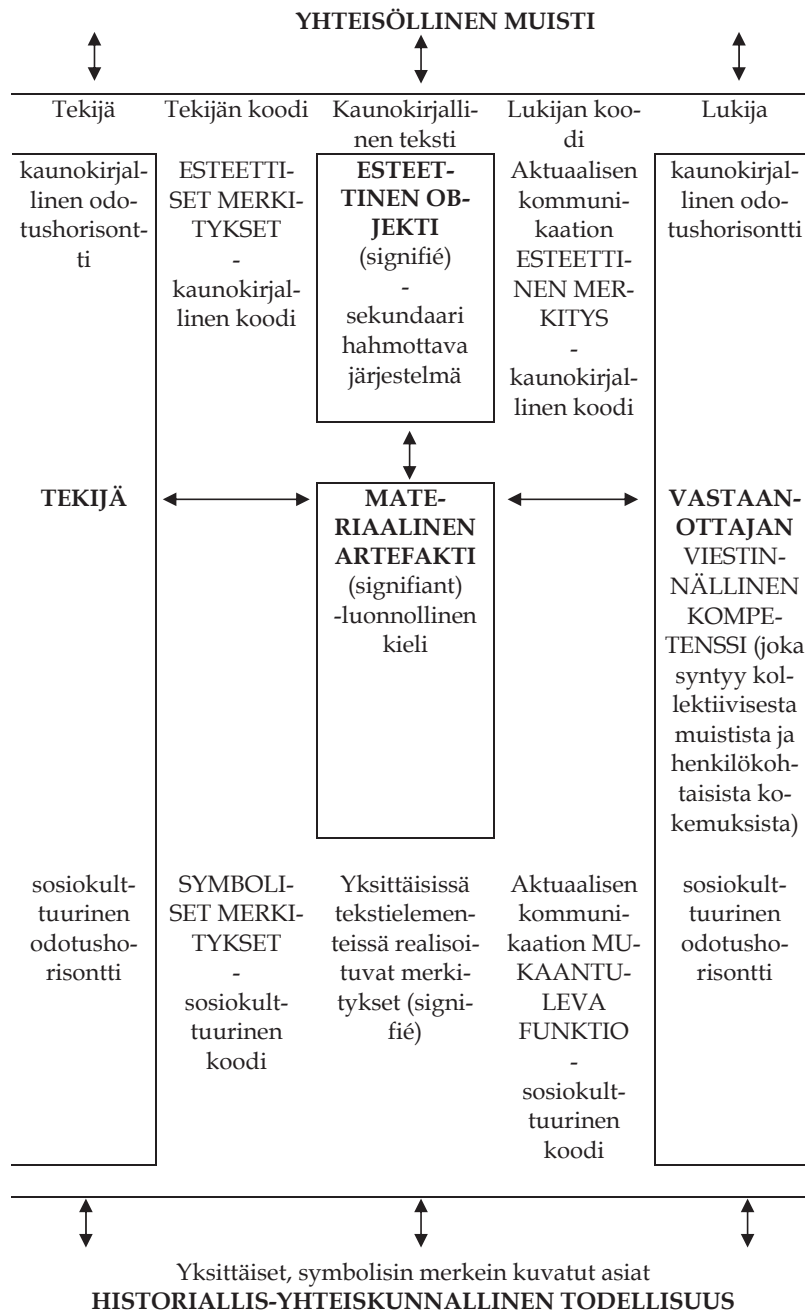 YHTEISÖLLINEN MUISTI
Tekijä
Tekijän koodi
Kaunokirjalli-
nen teksti
Lukijan koo-
di
Lukija
kaunokirjal-
linen odo-
tushorisont-
ti
ESTEETTI-
SET MERKI-
TYKSET
-
kaunokirjal-
linen koodi
ESTEET-
TINEN OB-
JEKTI
(signifié)
-
sekundaari
hahmottava
järjestelmä
Aktuaalisen
kommuni-
kaation
ESTEETTI-
NEN MER-
KITYS
-
kaunokirjal-
linen koodi
kaunokirjal-
linen odo-
tushorisontti
TEKIJÄ
MATE-
RIAALINEN
ARTEFAKTI
(signifiant)
-luonnollinen
kieli
VASTAAN-
OTTAJAN
VIESTIN-
NÄLLINEN
KOMPE-
TENSSI (joka
syntyy kol-
lektiivisesta
muistista ja
henkilökoh-
taisista ko-
kemuksista)
sosiokult-
tuurinen
odotusho-
risontti
SYMBOLI-
SET MERKI-
TYKSET
-
sosiokult-
tuurinen
koodi
Yksittäisissä
tekstielemen-
teissä realisoi-
tuvat merki-
tykset (signi-
fié)
Aktuaalisen
kommuni-
kaation MU-
KAANTU-
LEVA
FUNKTIO
-
sosiokult-
tuurinen
koodi
sosiokult-
tuurinen
odotusho-
risontti
Yksittäiset, symbolisin merkein kuvatut asiat
HISTORIALLIS-YHTEISKUNNALLINEN TODELLISUUS